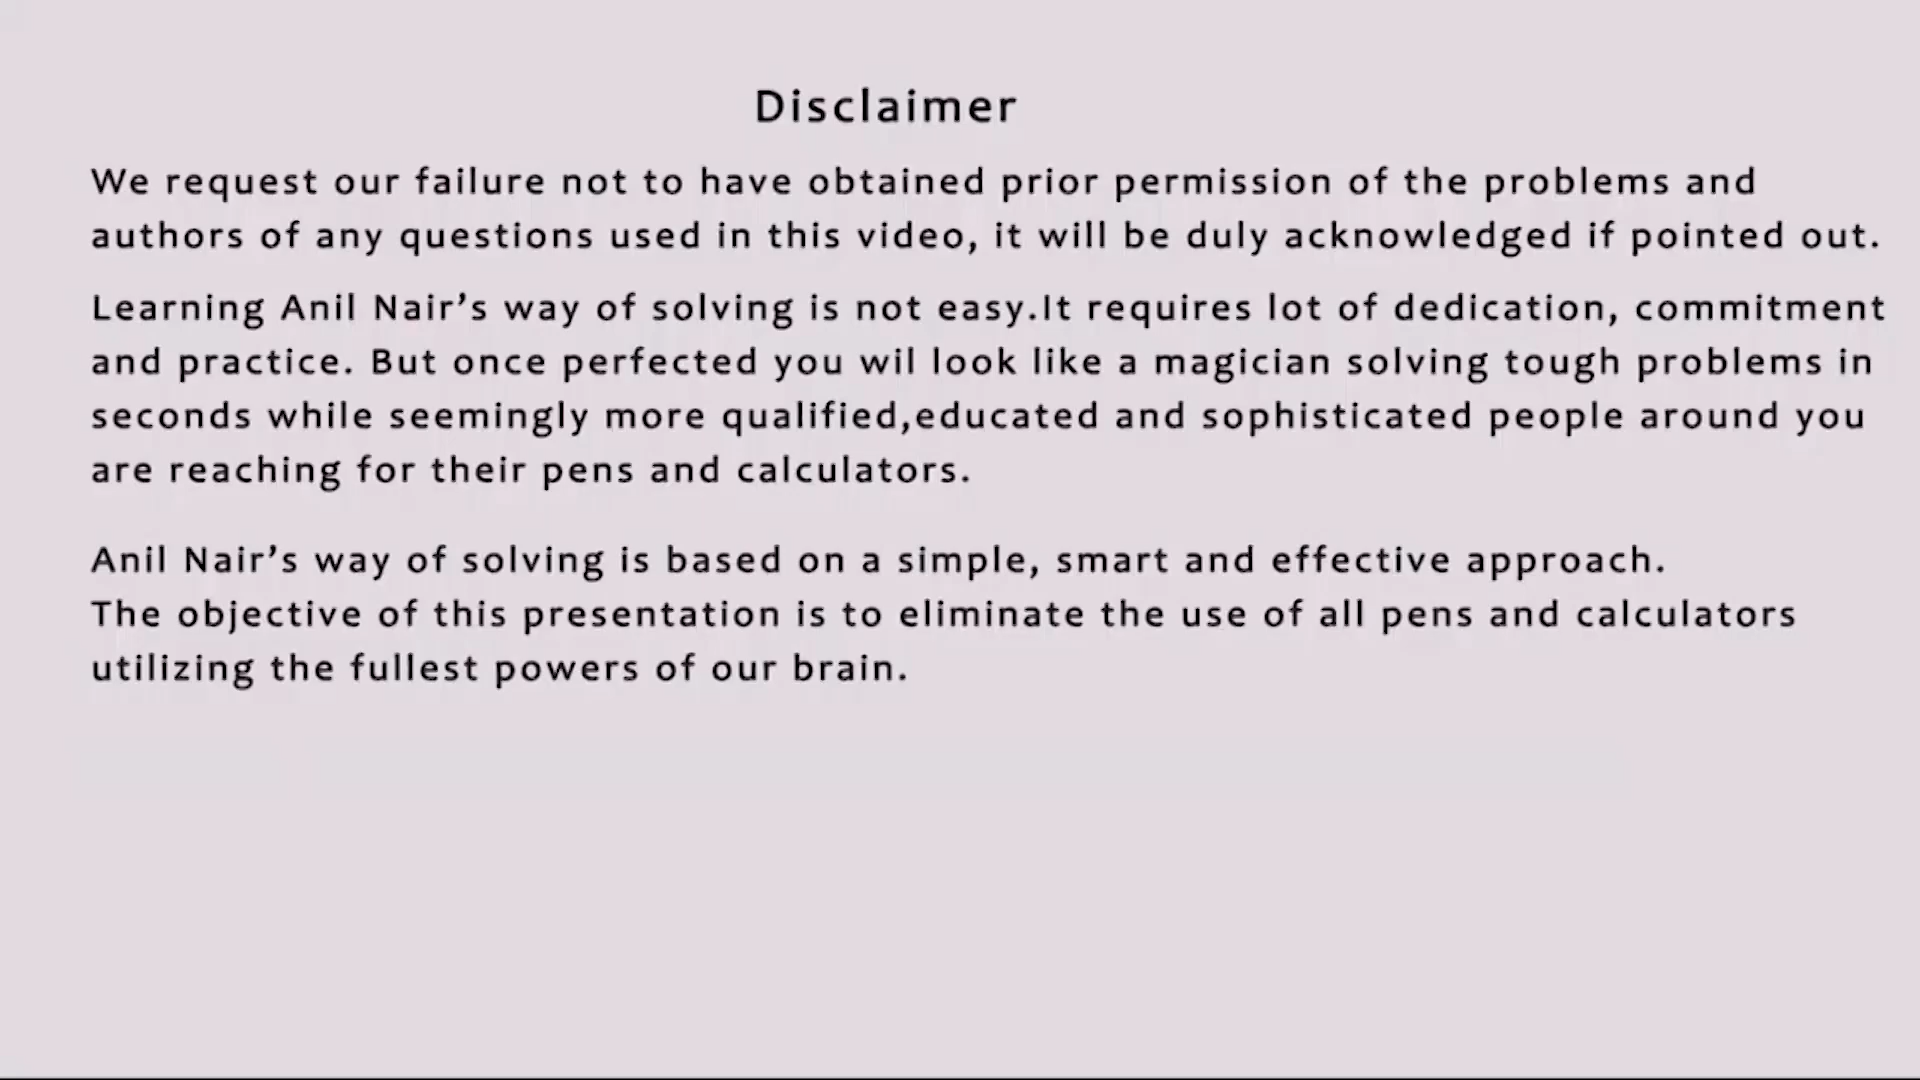 Disclaimer
We request our failure not to have obtained prior permission of the problems and
authors of any questions used in this video, it will be duly acknowledged if pointed out.
Learning Anil Nair’s way of solving is not easy.It requires lot of dedication, commitment
and practice. But once perfected you wil look like a magician solving tough problems in
seconds while seemingly more qualified,educated and sophisticated people around you
are reaching for their pens and calculators.
Anil Nair’s way of solving is based on a simple, smart and effective approach.
The objective of this presentation is to eliminate the use of all pens and calculators
utilizing the fullest powers of our brain.